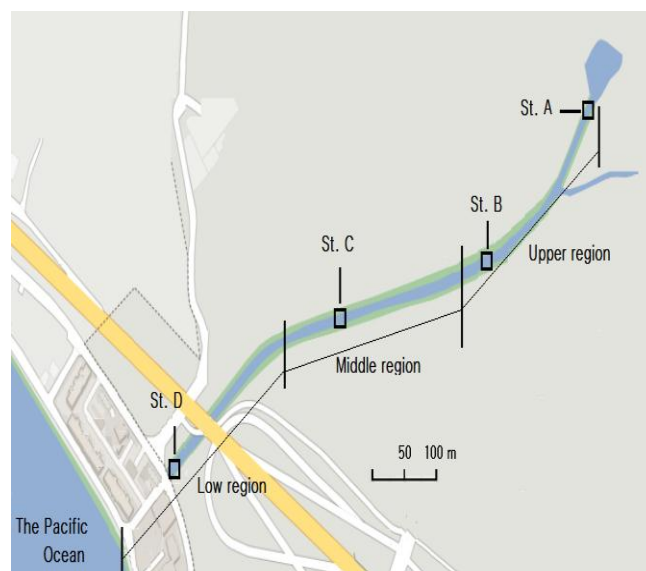 St. A
St. B
St. C
Upper region
Middle region
St. D
Low region
50 100 m
The Pacific
Ocean